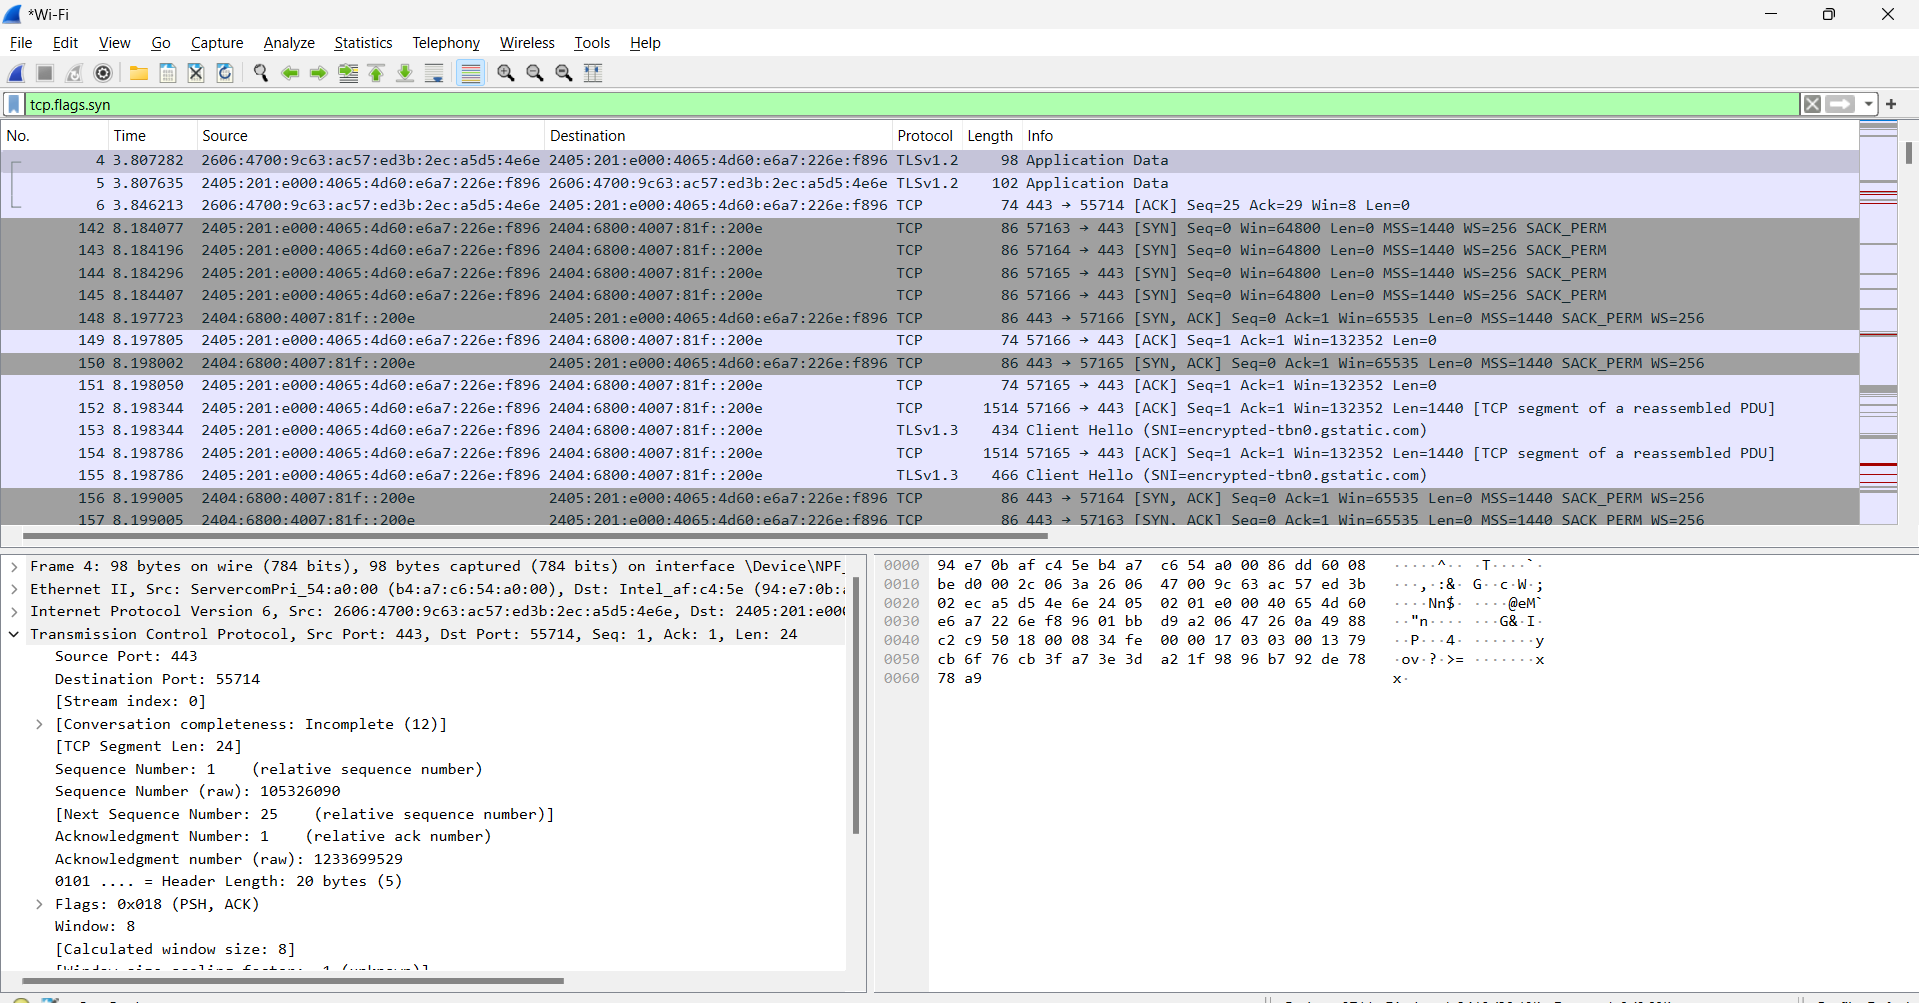 *Wi-Fi
File Edit View Go Capture Analyze Statistics Telephony Wireless Tools Help
tcp.flags.syn
No. Time Source Destination Protocol Length Info
4 3.807282 2606:4700:9c63:ac57:ed3b:2ec:a5d5:4e6e 2405:201:e000:4065:4d60:e6a7:226e:f896 TLSv1.2 98 Application Data
5 3.807635 2405:201:e000:4065:4d60:e6a7:226e:f896 2606:4700:9c63:ac57:ed3b:2ec:a5d5:4e6e TLSv1.2 102 Application Data
6 3.846213 2606:4700:9c63:ac57:ed3b:2ec:a5d5:4e6e 2405:201:e000:4065:4d60:e6a7:226e:f896 TCP 74 443 → 55714 [ACK] Seq=25 Ack=29 Win=8 Len=0
142 8.184077 2405:201:e000:4065:4d60:e6a7:226e:f896 2404:6800:4007:81f::200e TCP 86 57163 → 443 [SYN] Seq=0 Win=64800 Len=0 MSS=1440 WS=256 SACK_PERM
143 8.184196 2405:201:e000:4065:4d60:e6a7:226e:f896 2404:6800:4007:81f::200e TCP 86 57164 → 443 [SYN] Seq=0 Win=64800 Len=0 MSS=1440 WS=256 SACK_PERM
144 8.184296 2405:201:e000:4065:4d60:e6a7:226e:f896 2404:6800:4007:81f::200e TCP 86 57165 → 443 [SYN] Seq=0 Win=64800 Len=0 MSS=1440 WS=256 SACK_PERM
145 8.184407 2405:201:e000:4065:4d60:e6a7:226e:f896 2404:6800:4007:81f::200e TCP 86 57166 → 443 [SYN] Seq=0 Win=64800 Len=0 MSS=1440 WS=256 SACK_PERM
148 8.197723 2404:6800:4007:81f::200e 2405:201:e000:4065:4d60:e6a7:226e:f896 TCP 86 443 → 57166 [SYN, ACK] Seq=0 Ack=1 Win=65535 Len=0 MSS=1440 SACK_PERM WS=256
149 8.197805 2405:201:e000:4065:4d60:e6a7:226e:f896 2404:6800:4007:81f::200e TCP 74 57166 → 443 [ACK] Seq=1 Ack=1 Win=132352 Len=0
150 8.198002 2404:6800:4007:81f::200e 2405:201:e000:4065:4d60:e6a7:226e:f896 TCP 86 443 → 57165 [SYN, ACK] Seq=0 Ack=1 Win=65535 Len=0 MSS=1440 SACK_PERM WS=256
151 8.198050 2405:201:e000:4065:4d60:e6a7:226e:f896 2404:6800:4007:81f::200e TCP 74 57165 → 443 [ACK] Seq=1 Ack=1 Win=132352 Len=0
152 8.198344 2405:201:e000:4065:4d60:e6a7:226e:f896 2404:6800:4007:81f::200e TCP 1514 57166 → 443 [ACK] Seq=1 Ack=1 Win=132352 Len=1440 [TCP segment of a reassembled PDU]
153 8.198344 2405:201:e000:4065:4d60:e6a7:226e:f896 2404:6800:4007:81f::200e TLSv1.3 434 Client Hello (SNI=encrypted-tbn0.gstatic.com)
154 8.198786 2405:201:e000:4065:4d60:e6a7:226e:f896 2404:6800:4007:81f::200e TCP 1514 57165 → 443 [ACK] Seq=1 Ack=1 Win=132352 Len=1440 [TCP segment of a reassembled PDU]
155 8.198786 2405:201:e000:4065:4d60:e6a7:226e:f896 2404:6800:4007:81f::200e TLSv1.3 466 Client Hello (SNI=encrypted-tbn0.gstatic.com)
156 8.199005 2404:6800:4007:81f::200e 2405:201:e000:4065:4d60:e6a7:226e:f896 TCP 86 443 → 57164 [SYN, ACK] Seq=0 Ack=1 Win=65535 Len=0 MSS=1440 SACK_PERM WS=256
157 8.199005 2404:6800:4007:81f::200e 2405:201:e000:4065:4d60:e6a7:226e:f896 TCP 86 443 → 57163 [SYN, ACK] Seq=0 Ack=1 Win=65535 Len=0 MSS=1440 SACK_PERM WS=256
Frame 4: 98 bytes on wire (784 bits), 98 bytes captured (784 bits) on interface \Device\NPF_
Ethernet II, Src: ServercomPri_54:a0:00 (b4:a7:c6:54:a0:00), Dst: Intel_af:c4:5e (94:e7:0b:
Internet Protocol Version 6, Src: 2606:4700:9c63:ac57:ed3b:2ec:a5d5:4e6e, Dst: 2405:201:e00
Transmission Control Protocol, Src Port: 443, Dst Port: 55714, Seq: 1, Ack: 1, Len: 24
Source Port: 443
Destination Port: 55714
[Stream index: 0]
[Conversation completeness: Incomplete (12)]
[TCP Segment Len: 24]
Sequence Number: 1 (relative sequence number)
Sequence Number (raw): 105326090
[Next Sequence Number: 25 (relative sequence number)]
Acknowledgment Number: 1 (relative ack number)
Acknowledgment number (raw): 1233699529
0101 .... = Header Length: 20 bytes (5)
Flags: 0x018 (PSH, ACK)
Window: 8
[Calculated window size: 8]
0000 94 e7 0b af c4 5e b4 a7 c6 54 a0 00 86 dd 60 08 ·····^·· ·T····`·
0010 be d0 00 2c 06 3a 26 06 47 00 9c 63 ac 57 ed 3b ···,·:&· G··c·W·;
0020 02 ec a5 d5 4e 6e 24 05 02 01 e0 00 40 65 4d 60 ····Nn$· ····@eM`
0030 e6 a7 22 6e f8 96 01 bb d9 a2 06 47 26 0a 49 88 ··"n···· ···G&·I·
0040 c2 c9 50 18 00 08 34 fe 00 00 17 03 03 00 13 79 ··P···4· ·······y
0050 cb 6f 76 cb 3f a7 3e 3d a2 1f 98 96 b7 92 de 78 ·ov·?·>= ·······x
0060 78 a9 x·